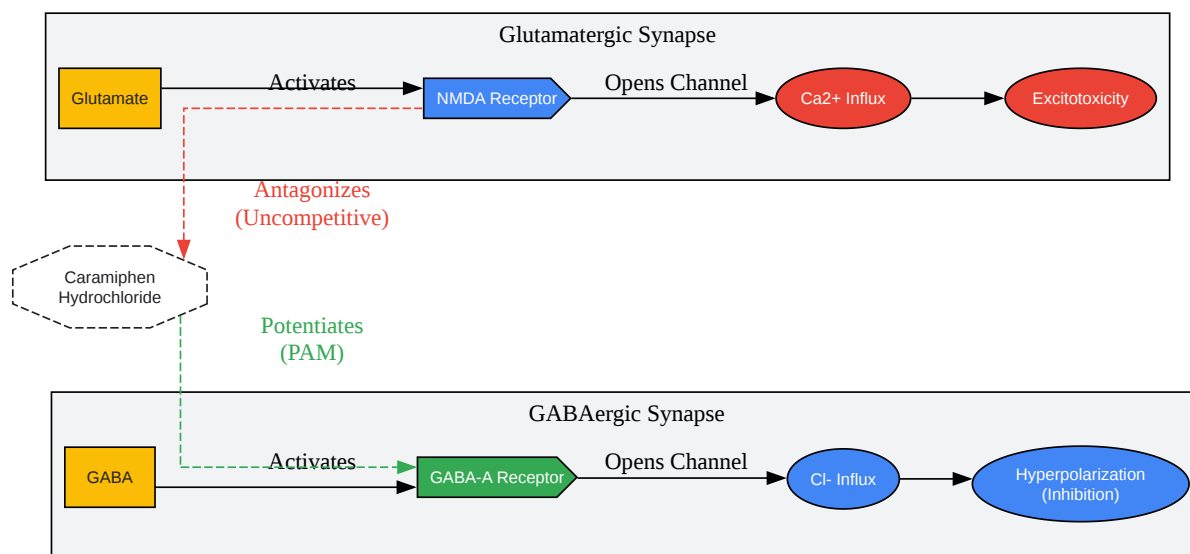 Glutamatergic Synapse
Glutamate
Activates
NMDA Receptor
Opens Channel
Ca2+ Influx
Excitotoxicity
Antagonizes
(Uncompetitive)
Caramiphen
Hydrochloride
Potentiates
(PAM)
GABAergic Synapse
GABA
Activates
GABA-A Receptor
Opens Channel
Cl- Influx
Hyperpolarization
(Inhibition)